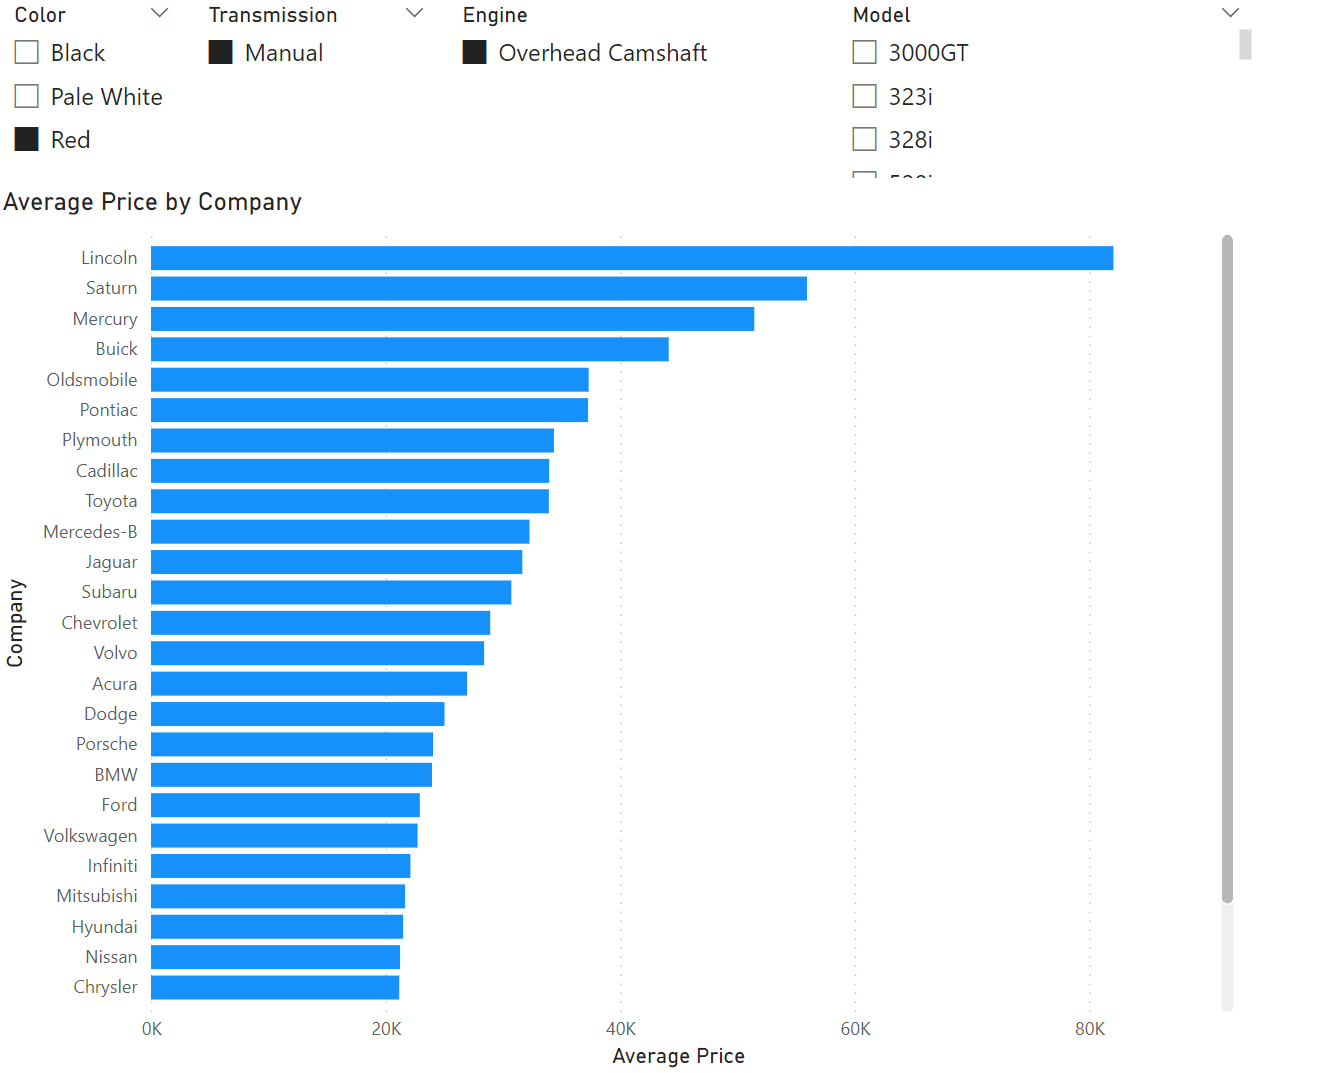 Color
Transmission
Engine
Model
Black
Manual
Overhead Camshaft
3000GT
Pale White
323i
Red
328i
Average Price by Company
Lincoln
Saturn
Mercury
Buick
Oldsmobile
Pontiac
Plymouth
Cadillac
Toyota
Mercedes-B
Jaguar
Subaru
Chevrolet
Volvo
Acura
Dodge
Porsche
BMW
Ford
Volkswagen
Infiniti
Mitsubishi
Hyundai
Nissan
Chrysler
Company
0K 20K 40K 60K 80K
Average Price